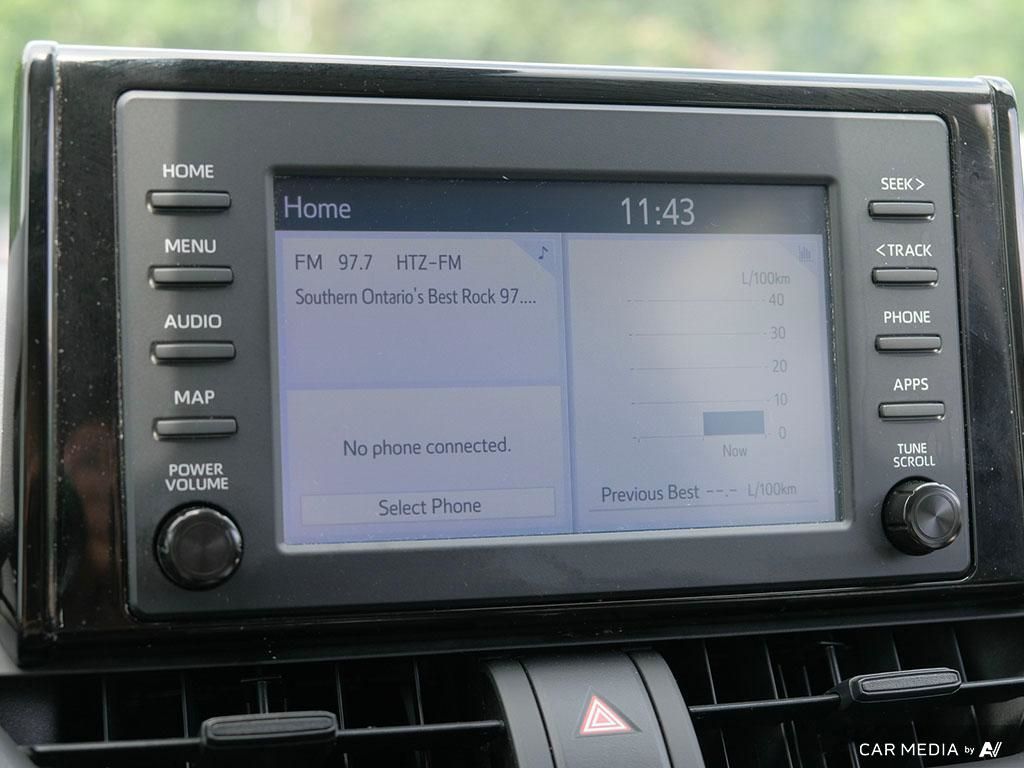 HOME
MENU
AUDIO
MAP
POWER
VOLUME
Home
11:43
FM 97.7 HTZ-FM
Southern Ontario's Best Rock 97....
No phone connected.
Select Phone
L/100km
40
30
20
10
0
Now
Previous Best --.- L/100km
SEEK>
<TRACK
PHONE
APPS
TUNE
SCROLL
CAR MEDIA by AV